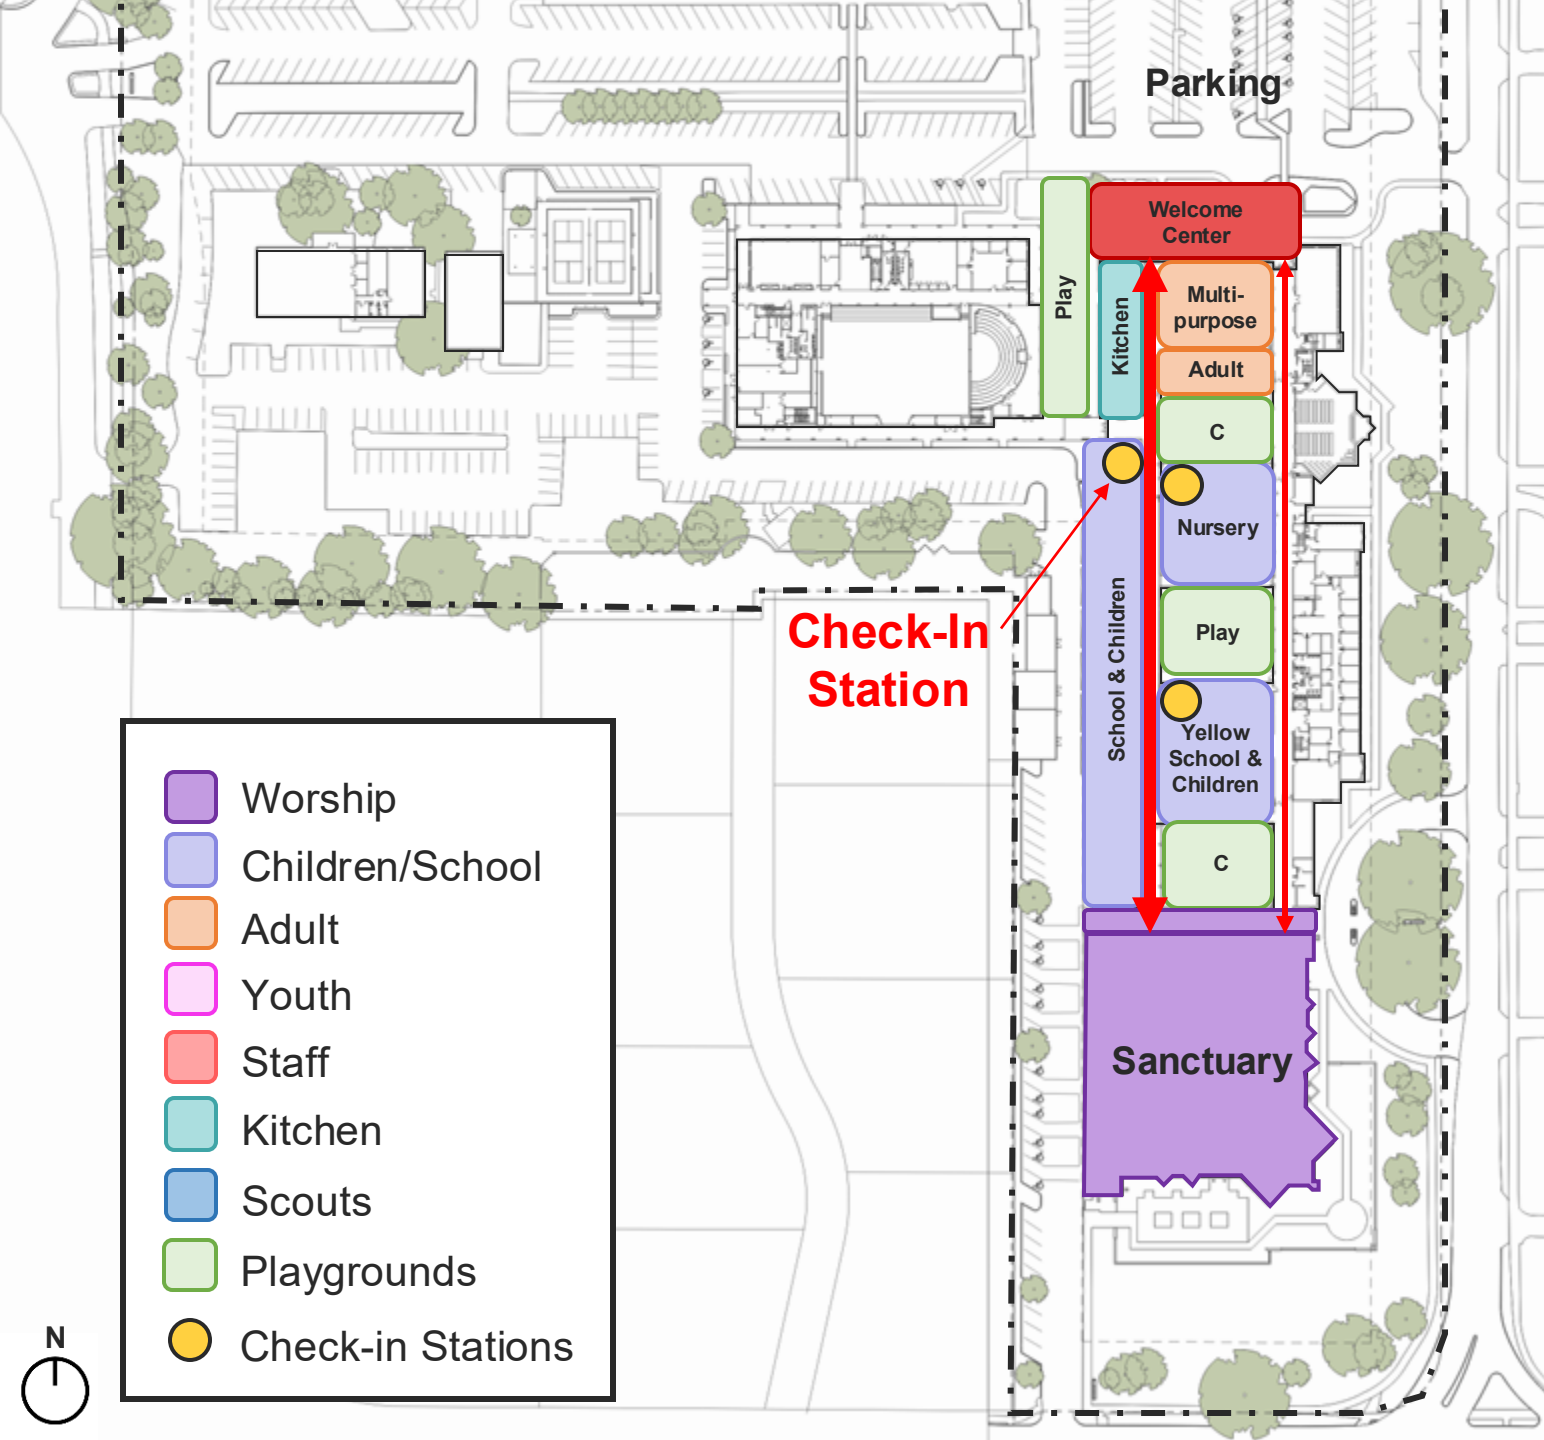 Parking
Welcome
Center
Play
Kitchen
Multi-
purpose
Adult
C
Nursery
School & Children
Play
Check-In
Station
Yellow
School &
Children
C
Sanctuary
Worship
Children/School
Adult
Youth
Staff
Kitchen
Scouts
Playgrounds
Check-in Stations
N